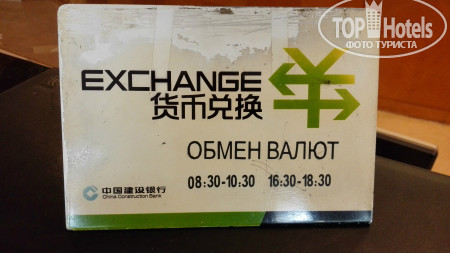 TOP Hotels
ФОТО ТУРИСТА
EXCHANGE
货币兑换
ОБМЕН ВАЛЮТ
08:30-10:30 16:30-18:30
中国建设银行
China Construction Bank